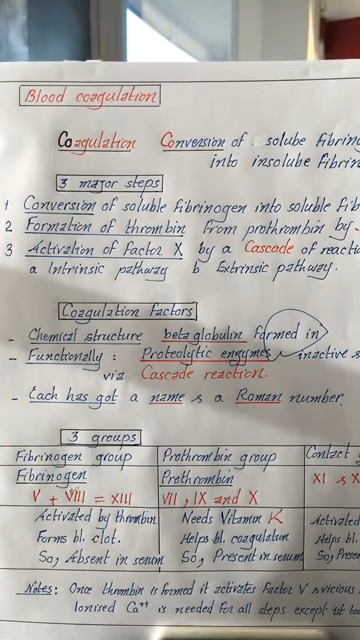 Blood coagulation
Coagulation Conversion of soluble fibrin
into insoluble fibrin
3 major steps
1 Conversion of soluble fibrinogen into soluble fib
2 Formation of thrombin from prothrombin by
3 Activation of factor X by a Cascade of reacti
a Intrinsic pathway b Extrinsic pathway.
Coagulation factors
- Chemical structure beta globulin formed in
- Functionally : Proteolytic enzymes inactive s
via Cascade reaction.
- Each has got a name & a Roman number.
3 groups
Fibrinogen group Prothrombin group Contact g
Fibrinogen Prothrombin XI & X
V + VIII = XIII VII, IX and X
Activated by thrombin Needs Vitamin K Activated
Forms bl. clot. Helps bl. coagulation Helps bl.
So, Absent in serum So, Present in serum So, Prese
Notes: Once thrombin is formed it activates factor V & vicious
Ionised Ca++ is needed for all steps except 1st tw